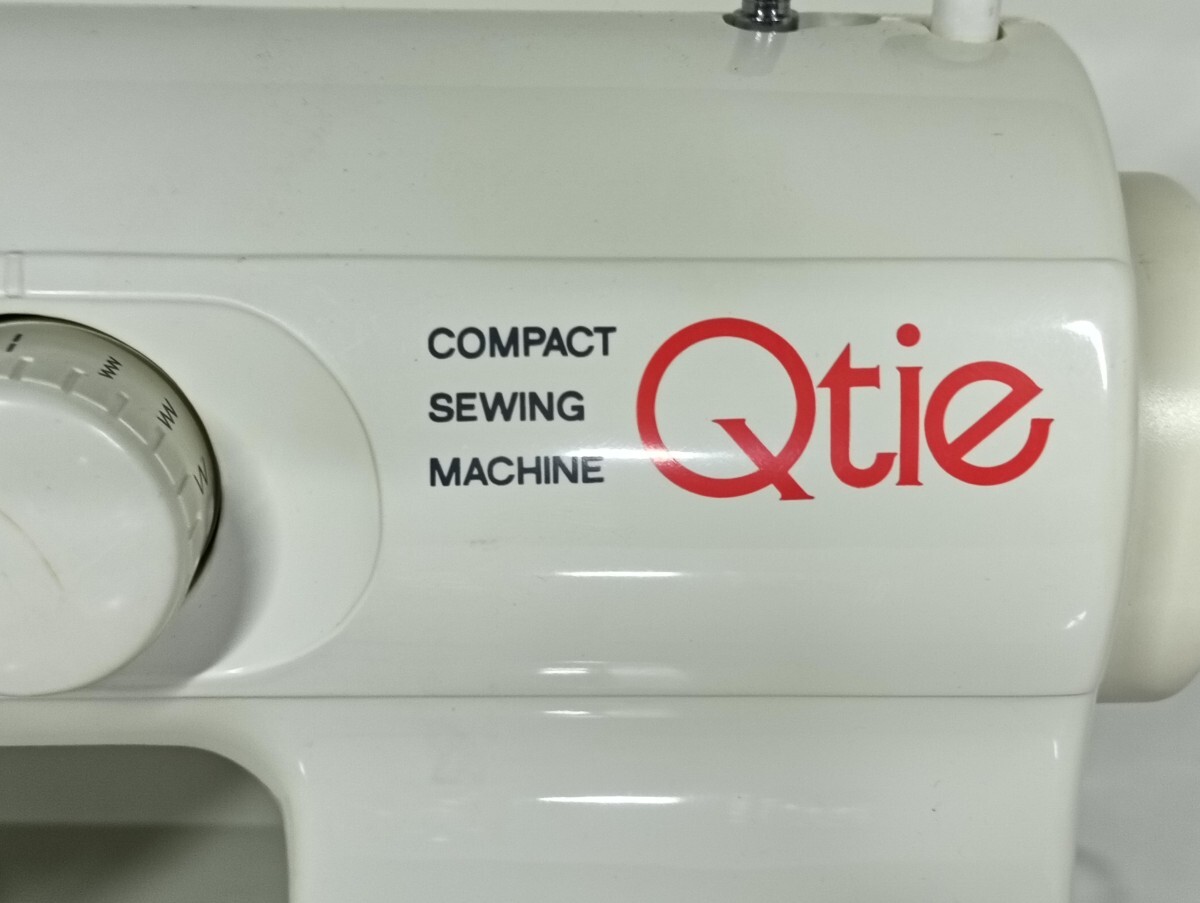 COMPACT
SEWING
MACHINE
Qtie